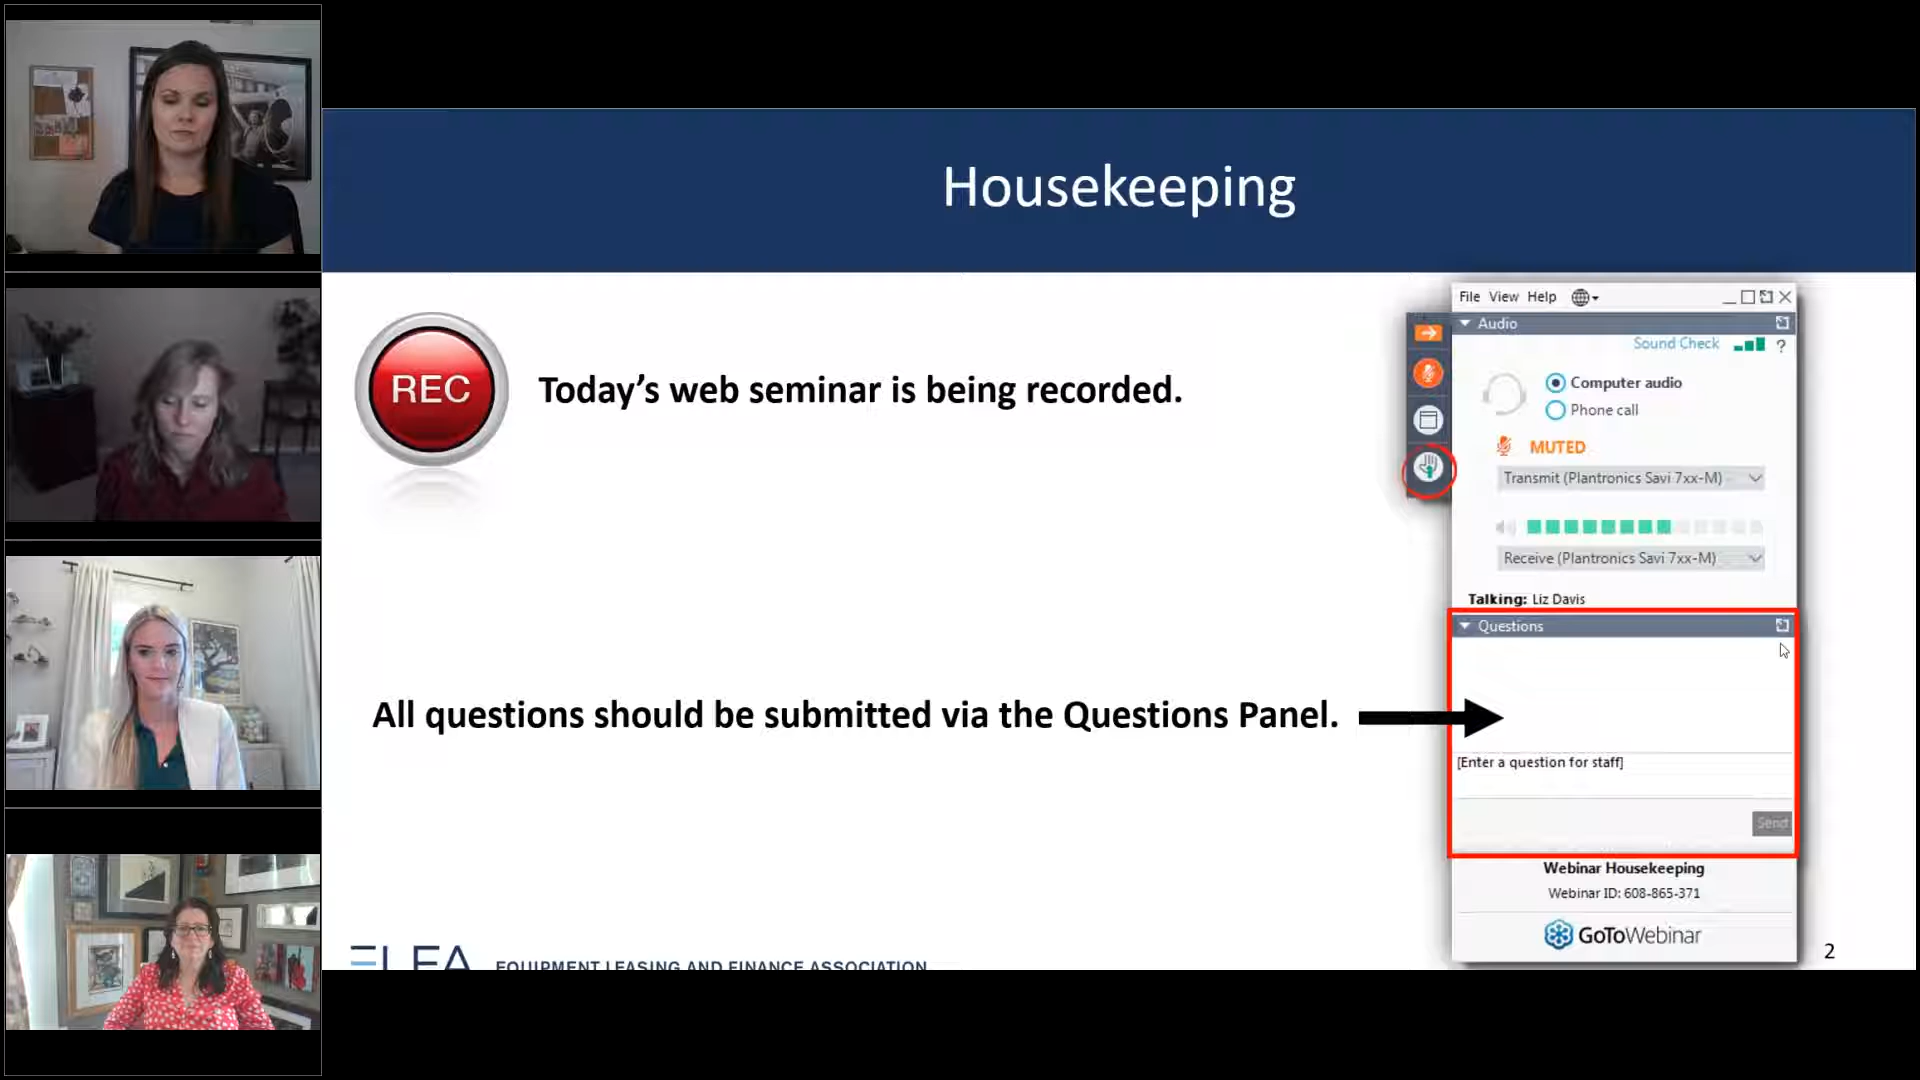 Housekeeping
REC
Today's web seminar is being recorded.
File View Help
Audio
Sound Check
?
Computer audio
Phone call
MUTED
Transmit (Plantronics Savi 7xx-M)
Receive (Plantronics Savi 7xx-M)
Talking: Liz Davis
Questions
All questions should be submitted via the Questions Panel.
[Enter a question for staff]
Send
Webinar Housekeeping
Webinar ID: 608-865-371
GoToWebinar
ELFA EQUIPMENT LEASING AND FINANCE ASSOCIATION
2